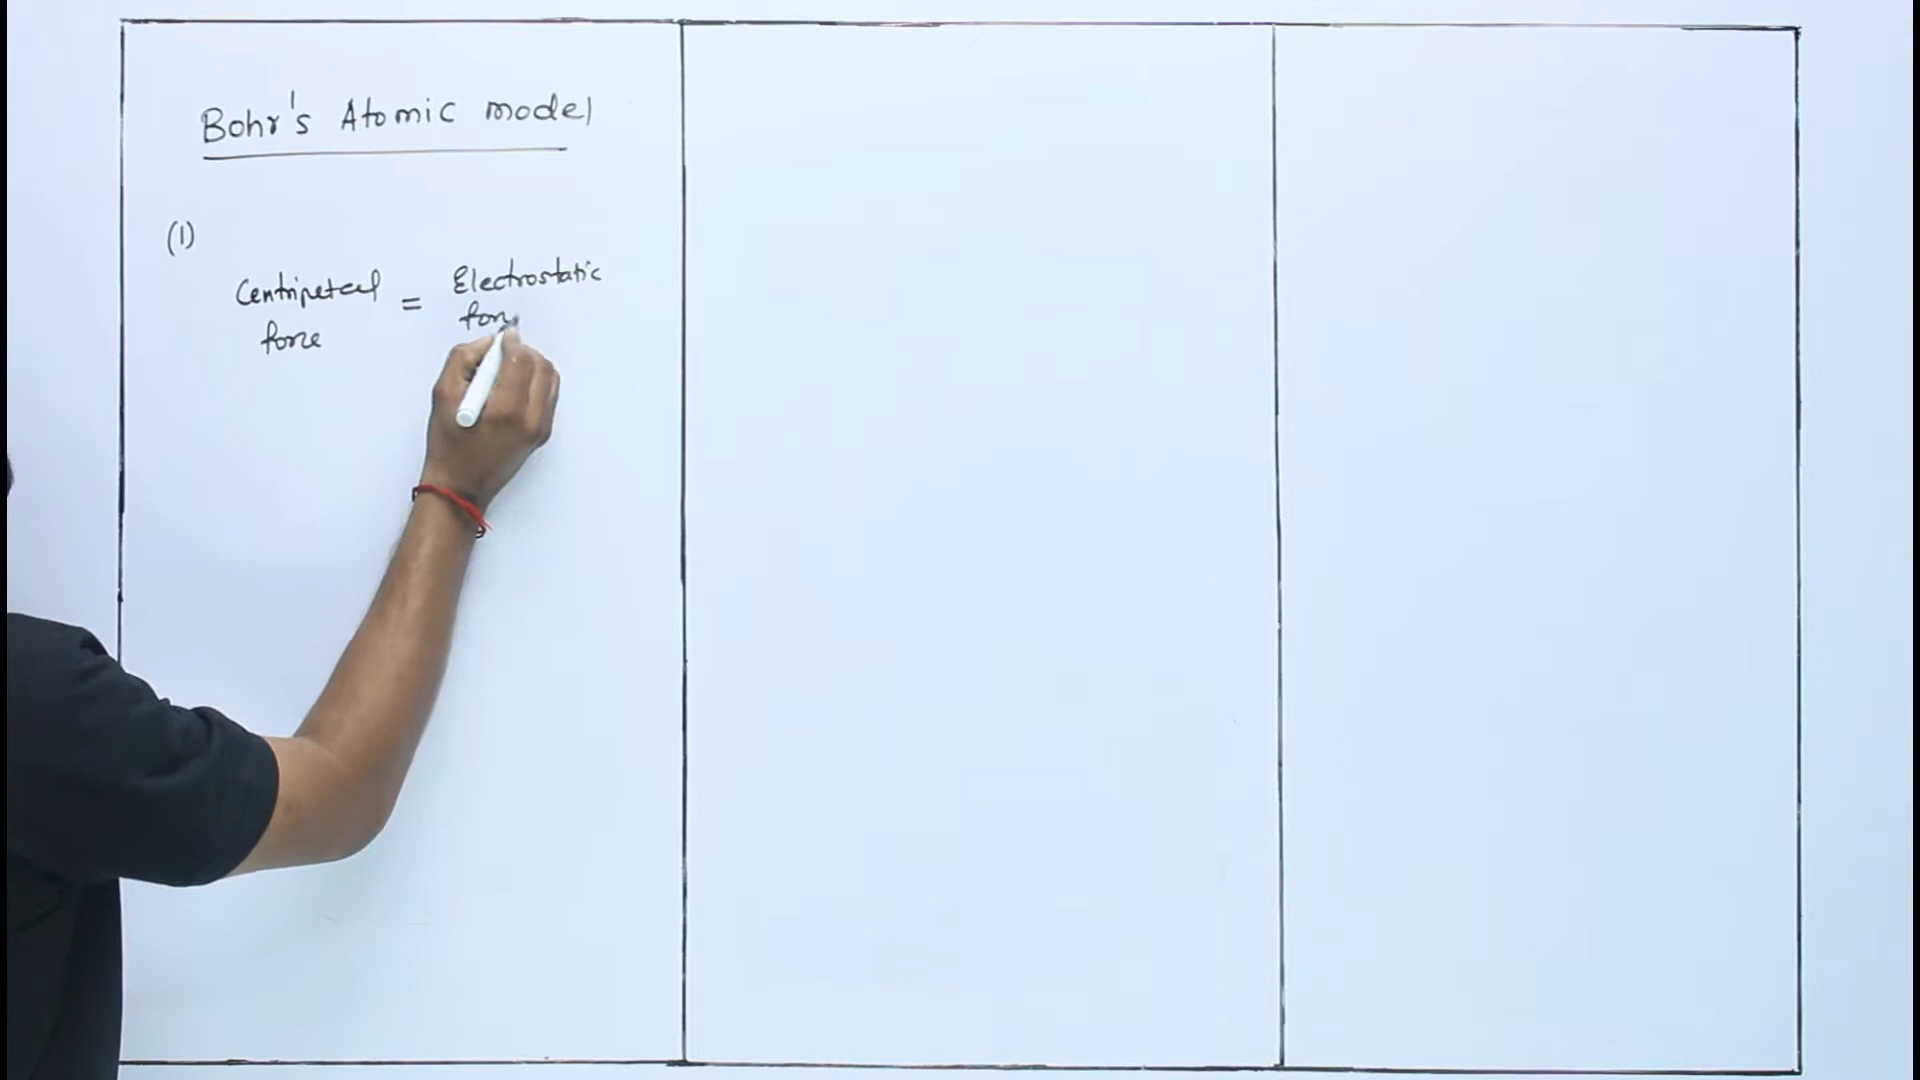 Bohr's Atomic model
(1)
Centripetal = Electrostatic
force